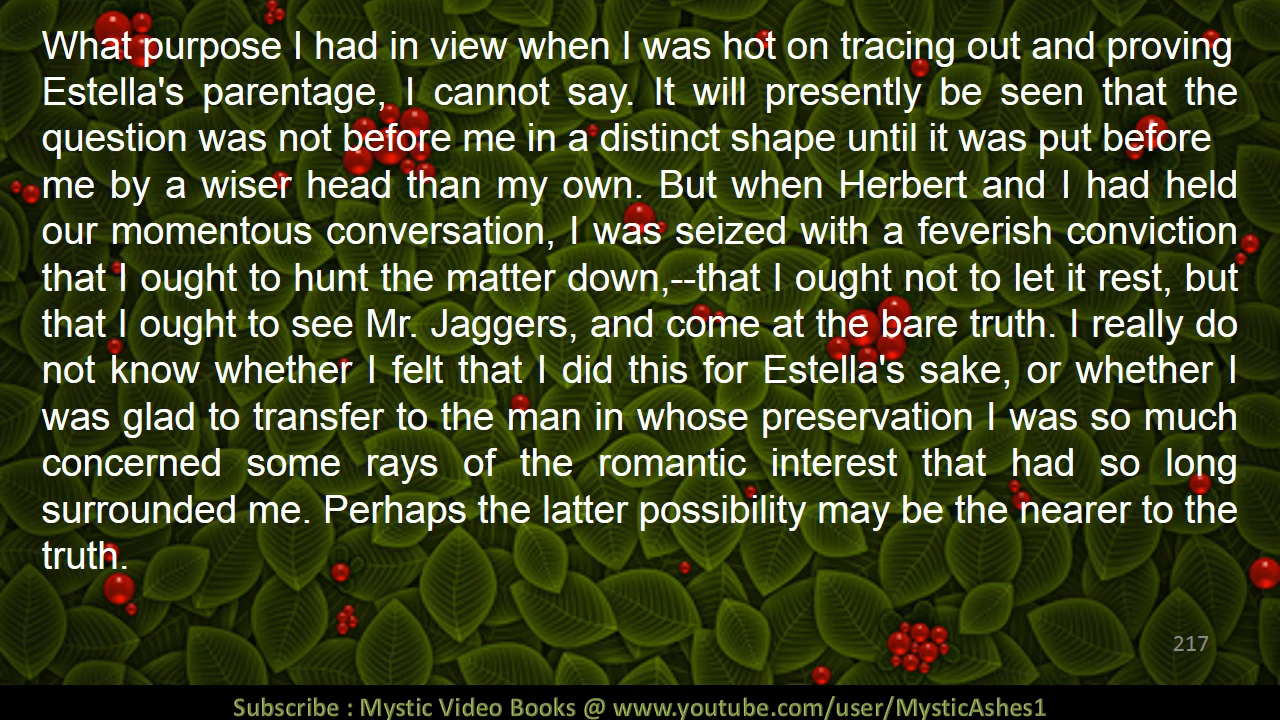 What purpose I had in view when I was hot on tracing out and proving
Estella's parentage, I cannot say. It will presently be seen that the
question was not before me in a distinct shape until it was put before
me by a wiser head than my own. But when Herbert and I had held
our momentous conversation, I was seized with a feverish conviction
that I ought to hunt the matter down,--that I ought not to let it rest, but
that I ought to see Mr. Jaggers, and come at the bare truth. I really do
not know whether I felt that I did this for Estella's sake, or whether I
was glad to transfer to the man in whose preservation I was so much
concerned some rays of the romantic interest that had so long
surrounded me. Perhaps the latter possibility may be the nearer to the
truth.
217
Subscribe : Mystic Video Books @ www.youtube.com/user/MysticAshes1